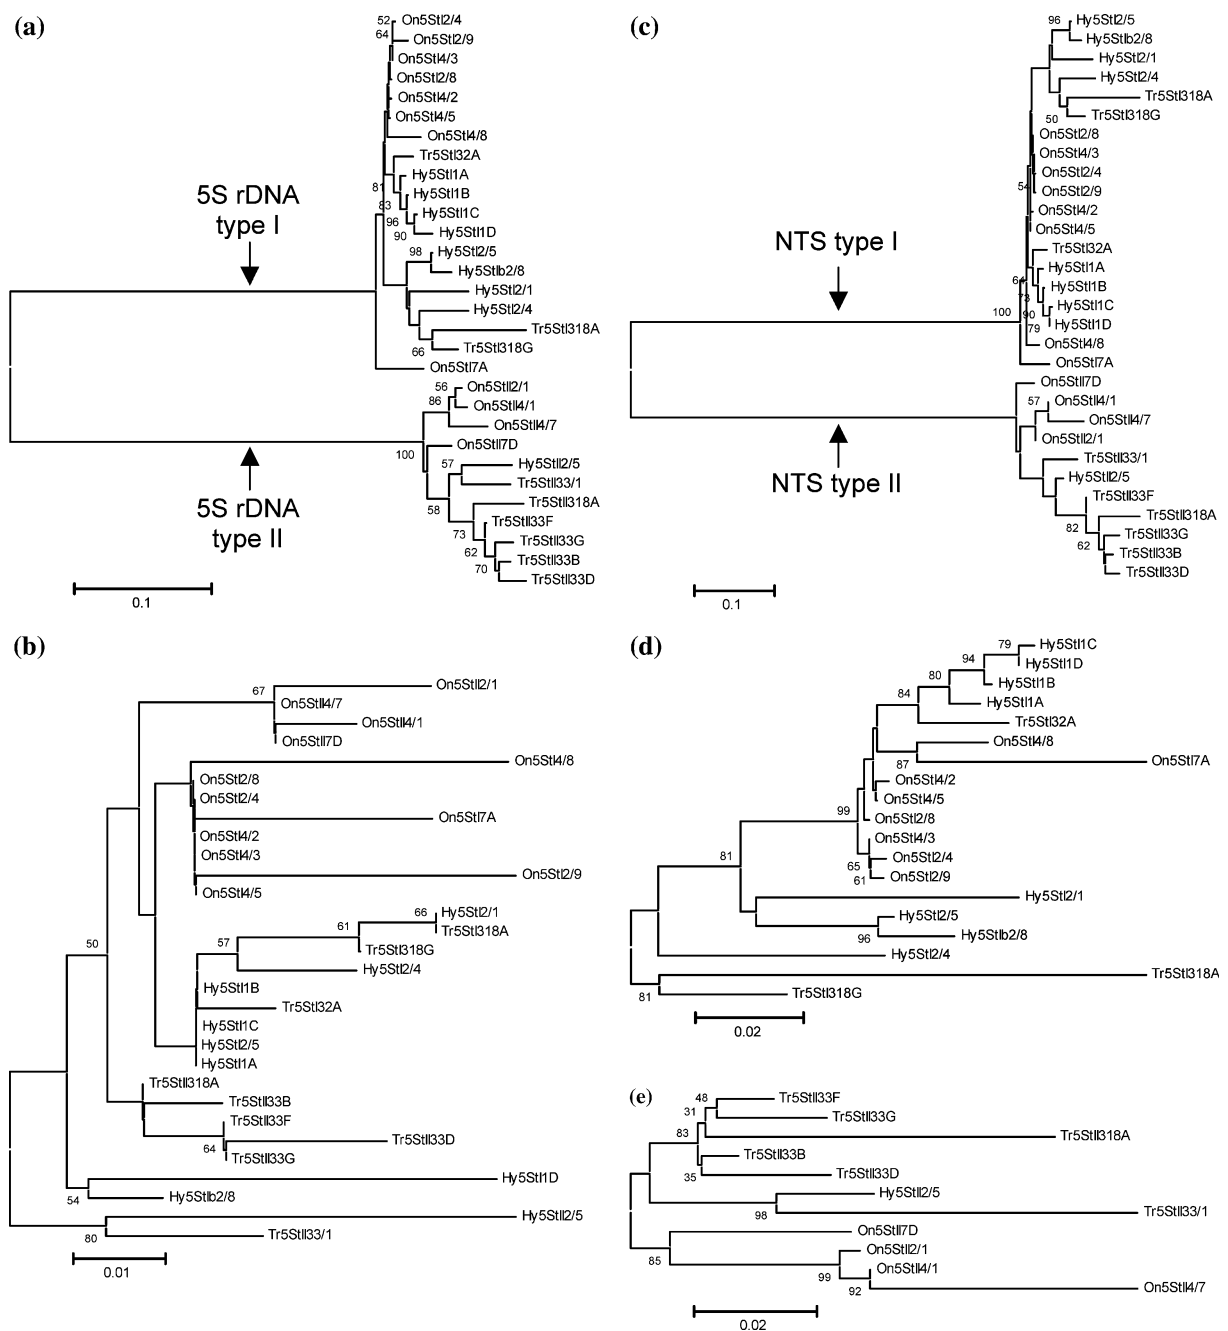 (a)
52
On5StI2/4
64
On5StI2/9
On5StI4/3
On5StI2/8
On5StI4/2
On5StI4/5
On5StI4/8
Tr5StI32A
81
Hy5StI1A
Hy5StI1B
83
Hy5StI1C
96
90
Hy5StI1D
98
Hy5StI2/5
Hy5StIb2/8
Hy5StI2/1
Hy5StI2/4
Tr5StI318A
66
Tr5StI318G
On5StI7A
5S rDNA
type I
56
On5StII2/1
86
On5StII4/1
On5StII4/7
On5StII7D
100
57
Hy5StII2/5
Tr5StII33/1
58
Tr5StII318A
73
Tr5StII33F
Tr5StII33G
62
Tr5StII33B
70
Tr5StII33D
5S rDNA
type II
0.1
(c)
96
Hy5StI2/5
Hy5StIb2/8
Hy5StI2/1
Hy5StI2/4
Tr5StI318A
50
Tr5StI318G
On5StI2/8
On5StI4/3
On5StI2/4
54
On5StI2/9
On5StI4/2
On5StI4/5
Tr5StI32A
Hy5StI1A
64
Hy5StI1B
73
Hy5StI1C
100
90
79
Hy5StI1D
On5StI4/8
On5StI7A
NTS type I
On5StII7D
57
On5StII4/1
On5StII4/7
On5StII2/1
Tr5StII33/1
Hy5StII2/5
Tr5StII33F
Tr5StII318A
82
Tr5StII33G
62
Tr5StII33B
Tr5StII33D
NTS type II
0.1
(b)
67
On5StII2/1
On5StII4/7
On5StII4/1
On5StII7D
On5StI4/8
On5StI2/8
On5StI2/4
On5StI7A
On5StI4/2
On5StI4/3
On5StI2/9
On5StI4/5
66
Hy5StI2/1
61
Tr5StI318A
57
Tr5StI318G
50
Hy5StI2/4
Hy5StI1B
Tr5StI32A
Hy5StI1C
Hy5StI2/5
Hy5StI1A
Tr5StII318A
Tr5StII33B
Tr5StII33F
64
Tr5StII33D
Tr5StII33G
Hy5StI1D
54
Hy5StIb2/8
Hy5StII2/5
80
Tr5StII33/1
0.01
(d)
79
Hy5StI1C
94
Hy5StI1D
80
Hy5StI1B
84
Hy5StI1A
Tr5StI32A
On5StI4/8
87
On5StI7A
On5StI4/2
On5StI4/5
99
On5StI2/8
On5StI4/3
65
On5StI2/4
61
On5StI2/9
81
Hy5StI2/1
Hy5StI2/5
96
Hy5StIb2/8
Hy5StI2/4
Tr5StI318A
81
Tr5StI318G
0.02
(e)
48
Tr5StII33F
31
Tr5StII33G
83
Tr5StII318A
Tr5StII33B
35
Tr5StII33D
Hy5StII2/5
98
Tr5StII33/1
On5StII7D
85
On5StII2/1
99
On5StII4/1
92
On5StII4/7
0.02